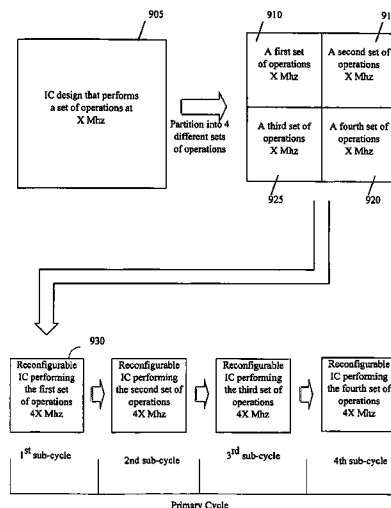 905
IC design that performs
a set of operations at
X Mhz
Partition into 4
different sets
of operations
910
A first set
of operations
X Mhz
A second set of
operations
X Mhz
A third set of
operations
X Mhz
A fourth set of
operations
X Mhz
925
920
930
Reconfigurable
IC performing
the first set
of operations
4X Mhz
Reconfigurable
IC performing
the second set of
operations
4X Mhz
Reconfigurable
IC performing
the third set of
operations
4X Mhz
Reconfigurable
IC performing
the fourth set of
operations
4X Mhz
1st sub-cycle
2nd sub-cycle
3rd sub-cycle
4th sub-cycle
Primary Cycle